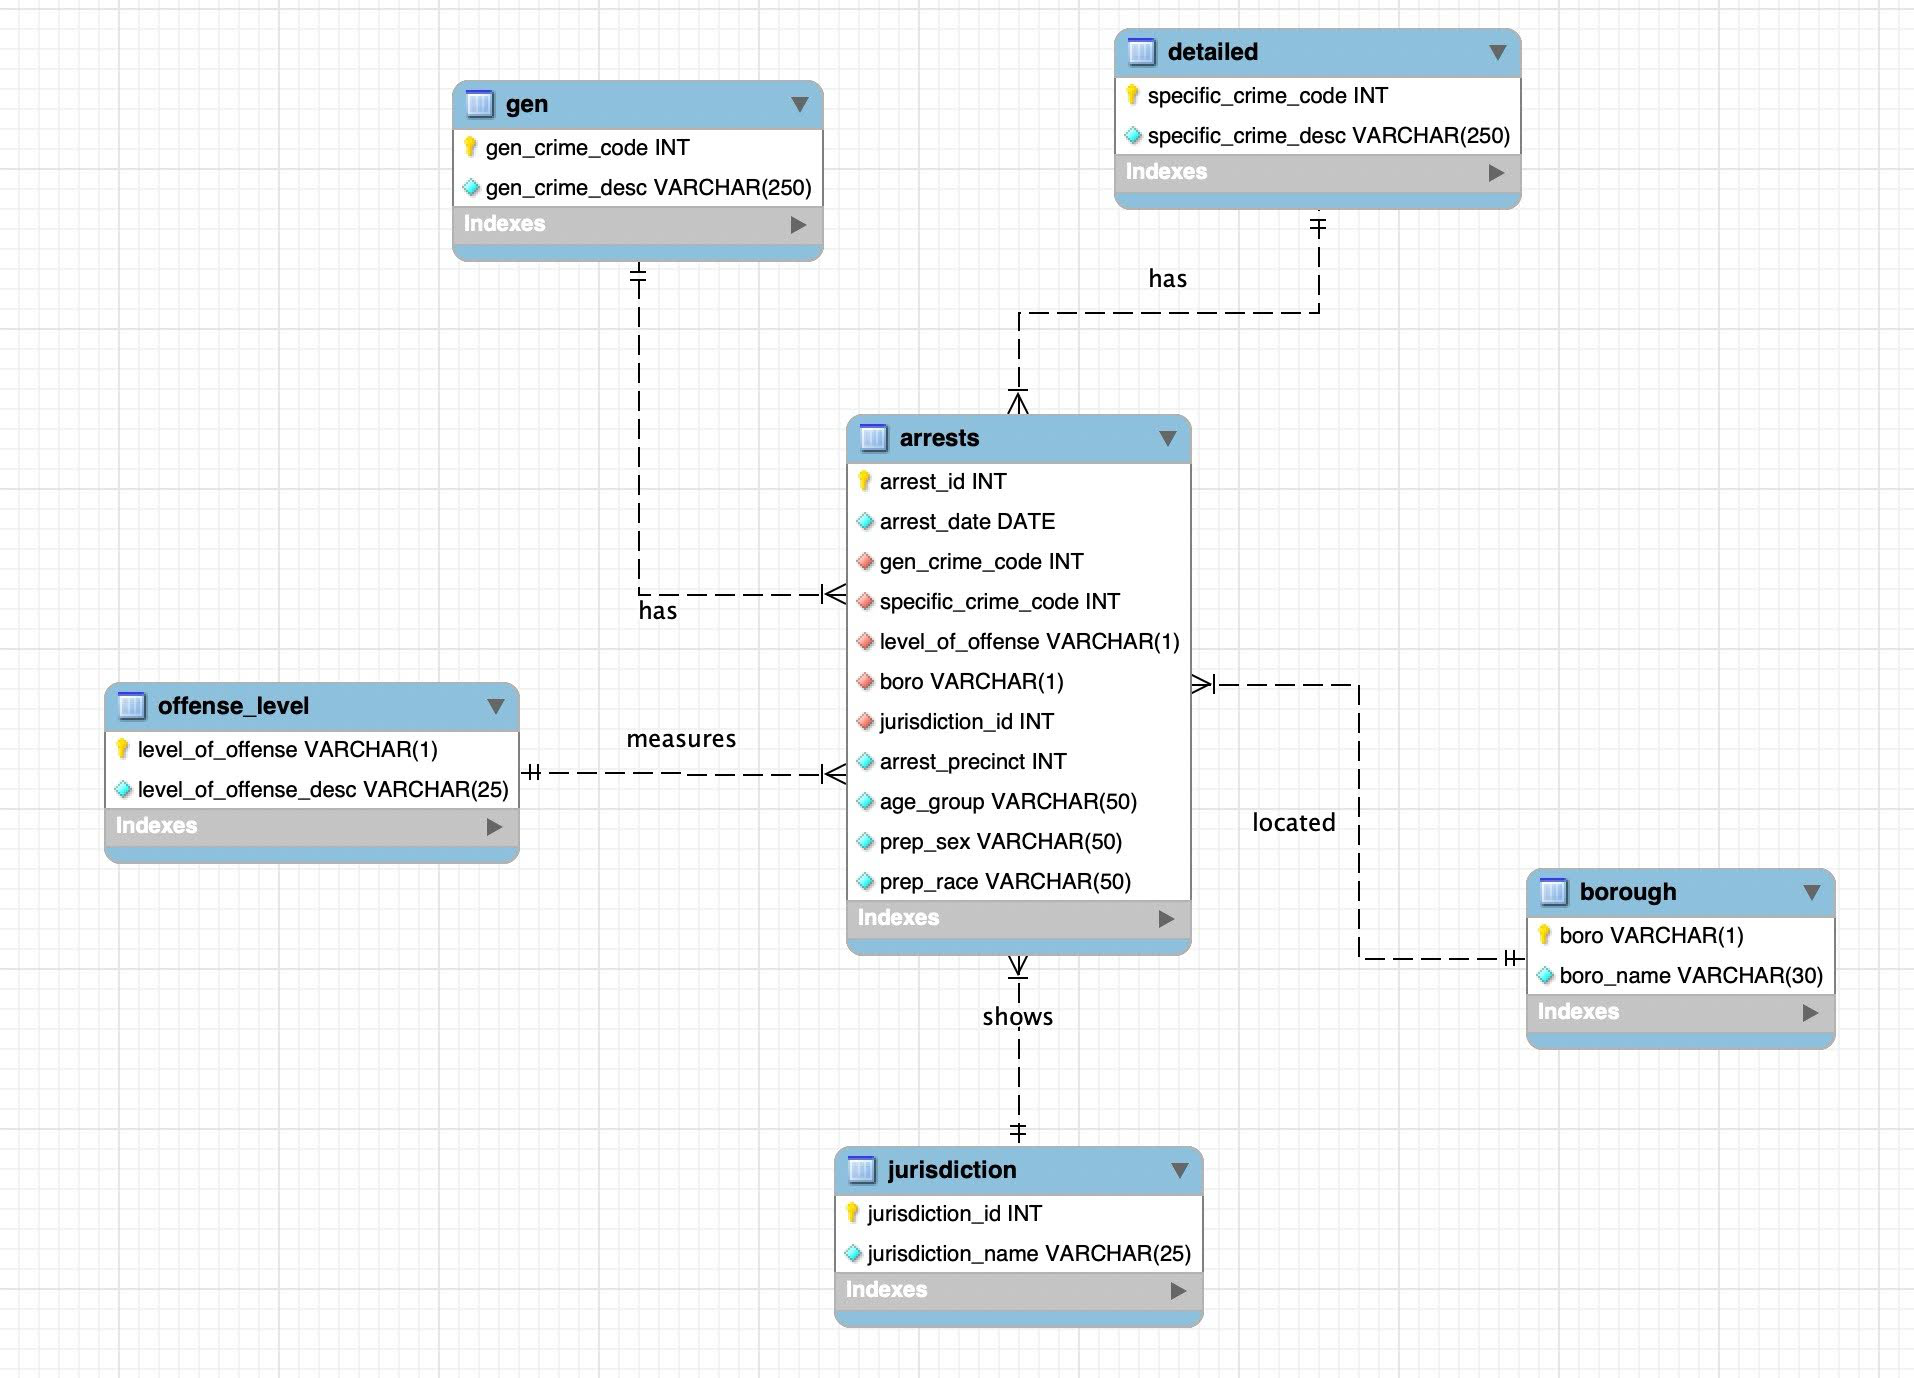 detailed
specific_crime_code INT
specific_crime_desc VARCHAR(250)
Indexes
gen
gen_crime_code INT
gen_crime_desc VARCHAR(250)
Indexes
has
arrests
arrest_id INT
arrest_date DATE
gen_crime_code INT
specific_crime_code INT
level_of_offense VARCHAR(1)
boro VARCHAR(1)
jurisdiction_id INT
arrest_precinct INT
age_group VARCHAR(50)
prep_sex VARCHAR(50)
prep_race VARCHAR(50)
Indexes
has
offense_level
level_of_offense VARCHAR(1)
level_of_offense_desc VARCHAR(25)
Indexes
measures
located
borough
boro VARCHAR(1)
boro_name VARCHAR(30)
Indexes
shows
jurisdiction
jurisdiction_id INT
jurisdiction_name VARCHAR(25)
Indexes